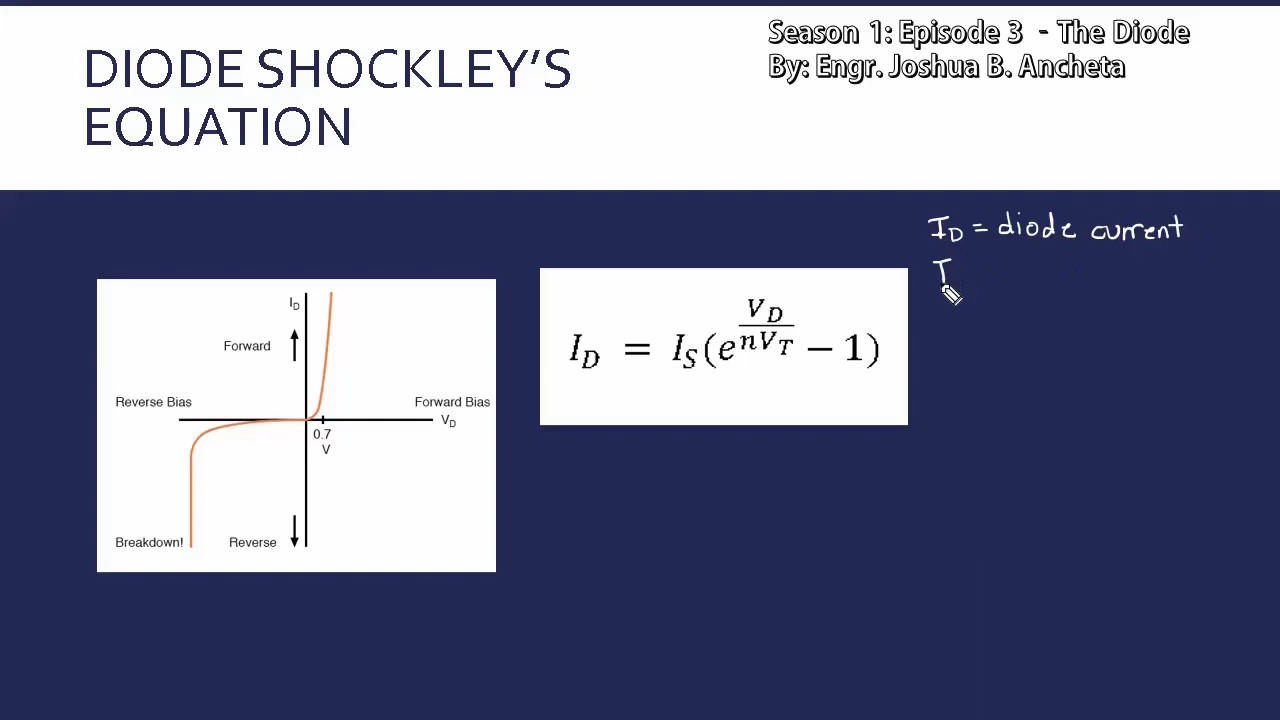 Season 1: Episode 3 - The Diode
By: Engr. Joshua B. Ancheta
DIODE SHOCKLEY'S
EQUATION
I_D = diode current
I
I_D
Forward
Reverse Bias
Forward Bias
V_D
0.7
V
Breakdown!
Reverse
I_D = I_S(e^{\frac{V_D}{nV_T}} − 1)